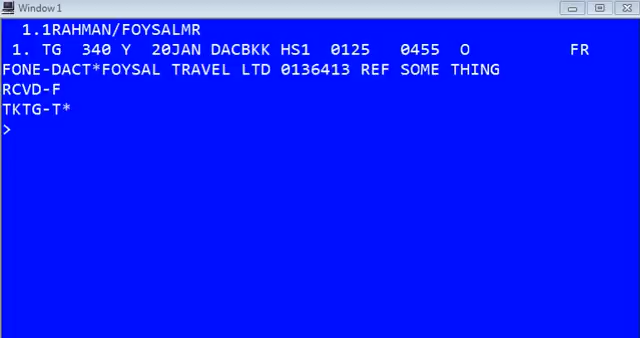 Window 1
1.1RAHMAN/FOYSALMR
1. TG 340 Y 20JAN DACBKK HS1 0125 0455 O FR
FONE-DACT*FOYSAL TRAVEL LTD 0136413 REF SOME THING
RCVD-F
TKTG-T*
>